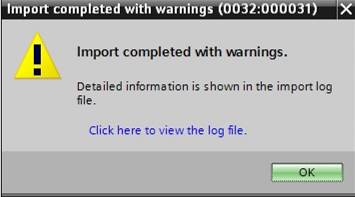 Import completed with warnings (0032:000031)
Import completed with warnings.
Detailed information is shown in the import log
file.
Click here to view the log file.
OK